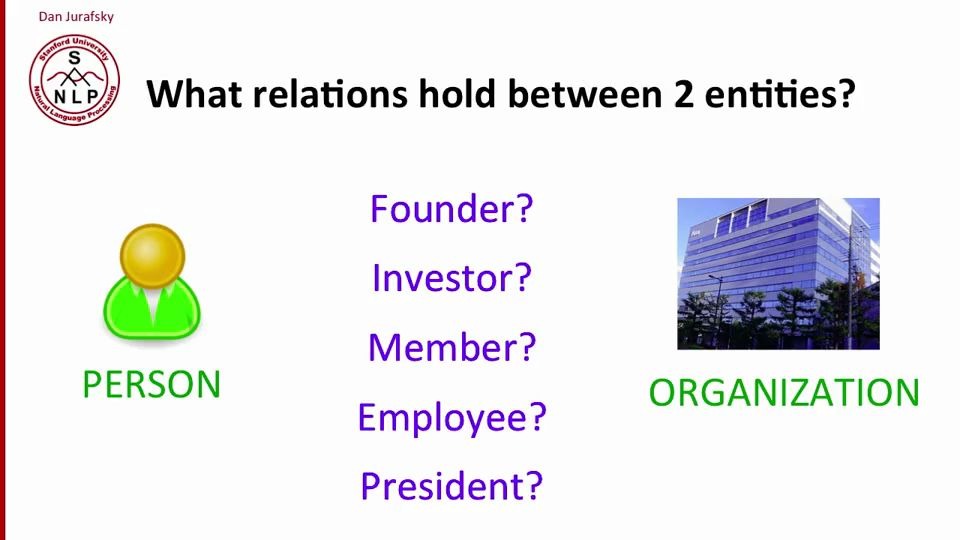 Dan Jurafsky
Stanford University
S
NLP
Natural Language Processing
What relations hold between 2 entities?
Founder?
Investor?
Member?
Employee?
President?
PERSON
ORGANIZATION